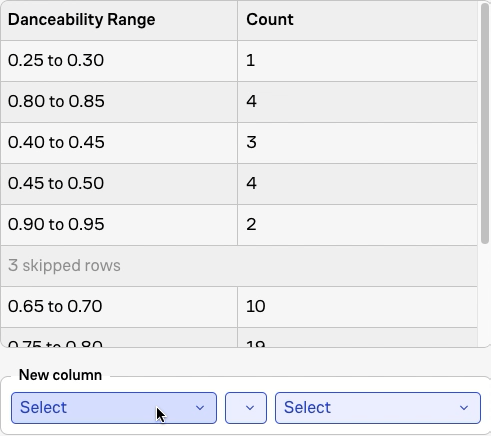 Danceability Range Count
0.25 to 0.30 1
0.80 to 0.85 4
0.40 to 0.45 3
0.45 to 0.50 4
0.90 to 0.95 2
3 skipped rows
0.65 to 0.70 10
0.75 to 0.80 19
New column
Select Select